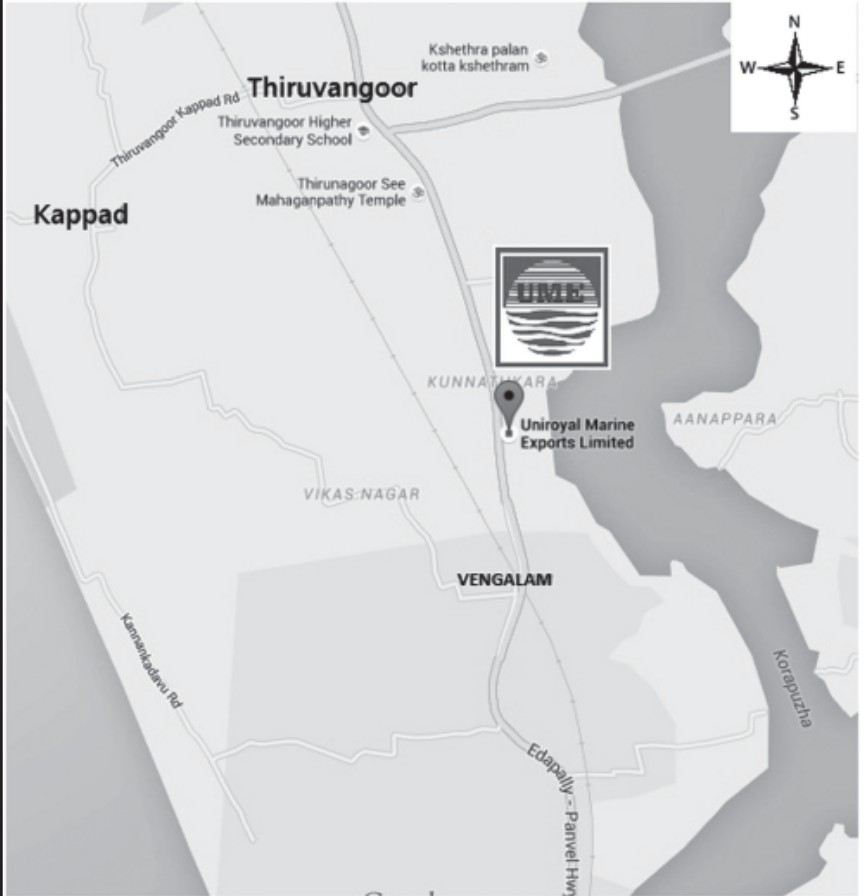 N
W E
S
Kshethra palan
kotta kshethram
Thiruvangoor
Thiruvangoor Kappad Rd
Thiruvangoor Higher
Secondary School
Thirunagoor See
Mahaganpathy Temple
Kappad
UME
KUNNATUKARA
Uniroyal Marine
Exports Limited
AANAPPARA
VIKAS NAGAR
VENGALAM
Kannankadavu Rd
Korapuzha
Edapally - Panvel Hwy